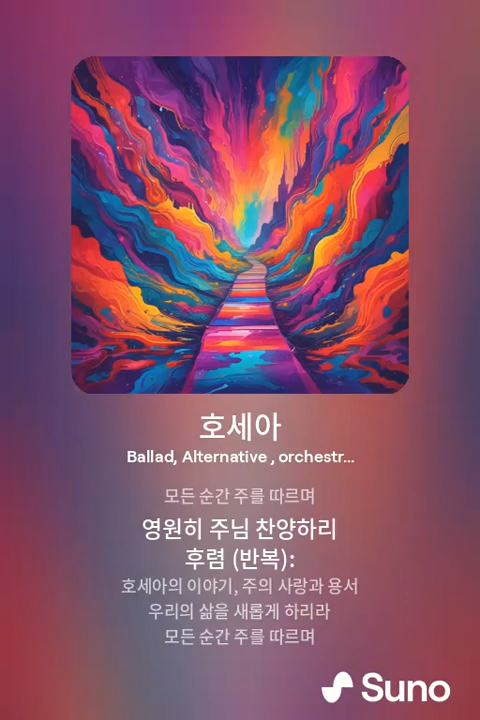 호세아
Ballad, Alternative , orchestr...
모든 순간 주를 따르며
영원히 주님 찬양하리
후렴 (반복):
호세아의 이야기, 주의 사랑과 용서
우리의 삶을 새롭게 하리라
모든 순간 주를 따르며
Suno